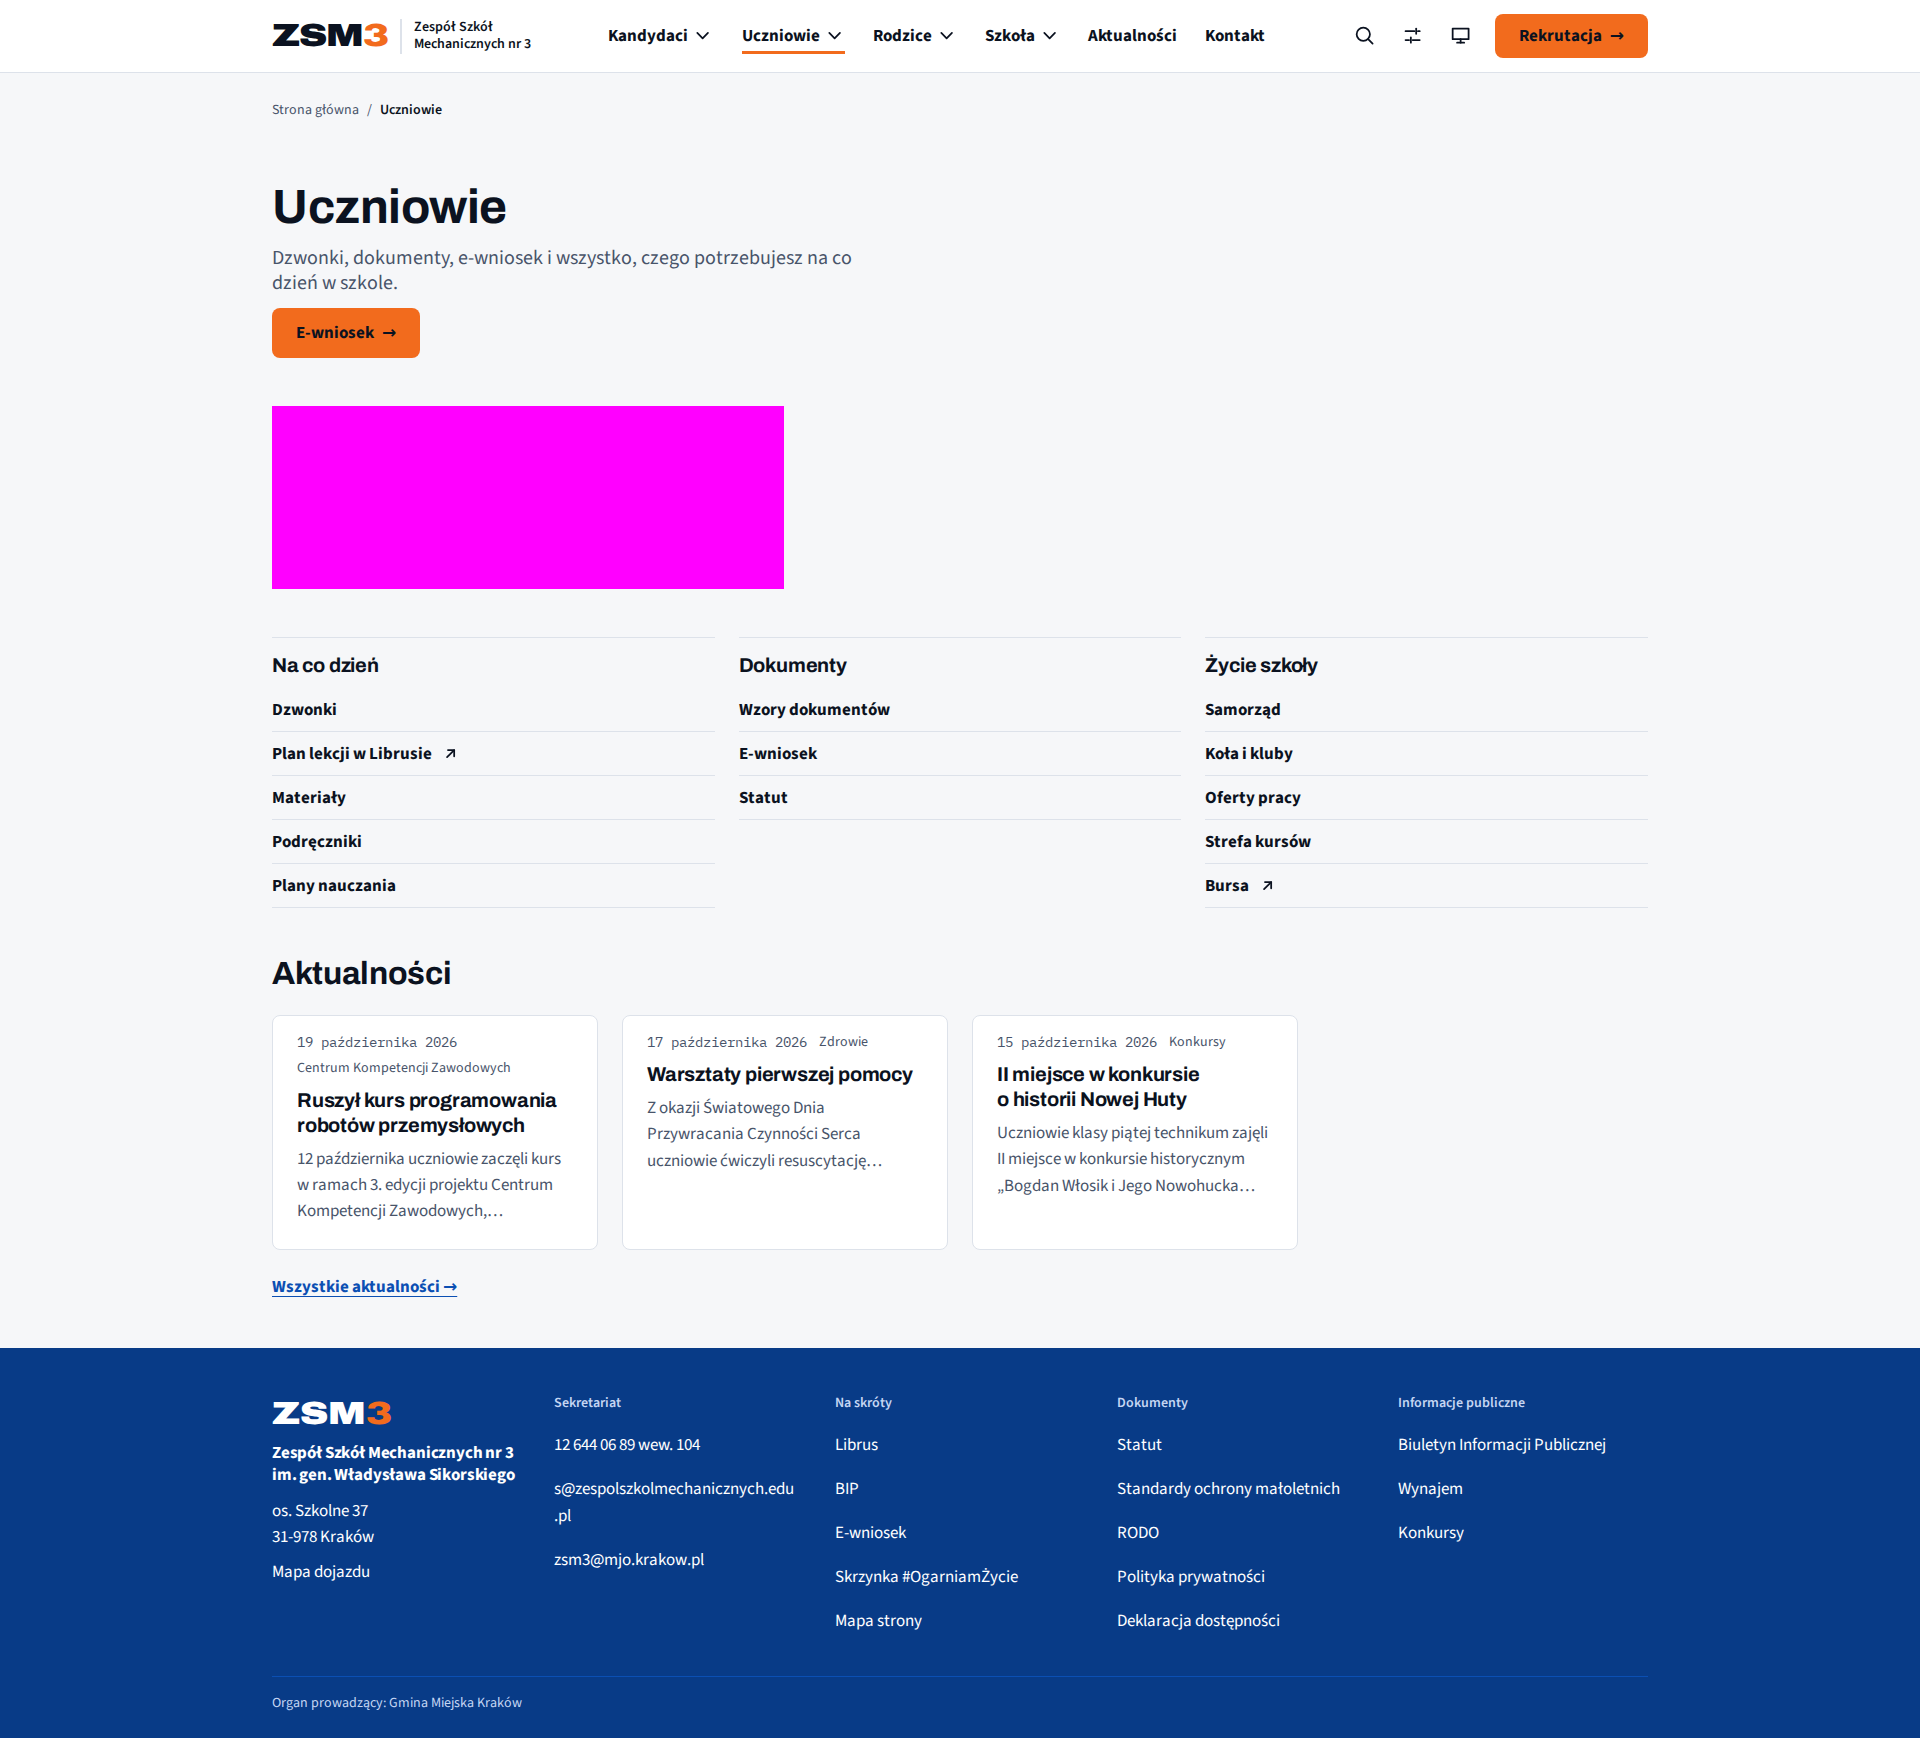 ZSM3
Zespół Szkół
Mechanicznych nr 3
Kandydaci
Uczniowie
Rodzice
Szkoła
Aktualności
Kontakt
Rekrutacja →
Strona główna / Uczniowie
Uczniowie
Dzwonki, dokumenty, e-wniosek i wszystko, czego potrzebujesz na co
dzień w szkole.
E-wniosek →
Na co dzień
Dzwonki
Plan lekcji w Librusie
Materiały
Podręczniki
Plany nauczania
Dokumenty
Wzory dokumentów
E-wniosek
Statut
Życie szkoły
Samorząd
Koła i kluby
Oferty pracy
Strefa kursów
Bursa
Aktualności
19 października 2026
Centrum Kompetencji Zawodowych
Ruszył kurs programowania
robotów przemysłowych
12 października uczniowie zaczęli kurs
w ramach 3. edycji projektu Centrum
Kompetencji Zawodowych,…
17 października 2026 Zdrowie
Warsztaty pierwszej pomocy
Z okazji Światowego Dnia
Przywracania Czynności Serca
uczniowie ćwiczyli resuscytację…
15 października 2026 Konkursy
II miejsce w konkursie
o historii Nowej Huty
Uczniowie klasy piątej technikum zajęli
II miejsce w konkursie historycznym
„Bogdan Włosik i Jego Nowohucka…
Wszystkie aktualności →
ZSM3
Zespół Szkół Mechanicznych nr 3
im. gen. Władysława Sikorskiego
os. Szkolne 37
31-978 Kraków
Mapa dojazdu
Sekretariat
12 644 06 89 wew. 104
s@zespolszkolmechanicznych.edu
.pl
zsm3@mjo.krakow.pl
Na skróty
Librus
BIP
E-wniosek
Skrzynka #OgarniamŻycie
Mapa strony
Dokumenty
Statut
Standardy ochrony małoletnich
RODO
Polityka prywatności
Deklaracja dostępności
Informacje publiczne
Biuletyn Informacji Publicznej
Wynajem
Konkursy
Organ prowadzący: Gmina Miejska Kraków